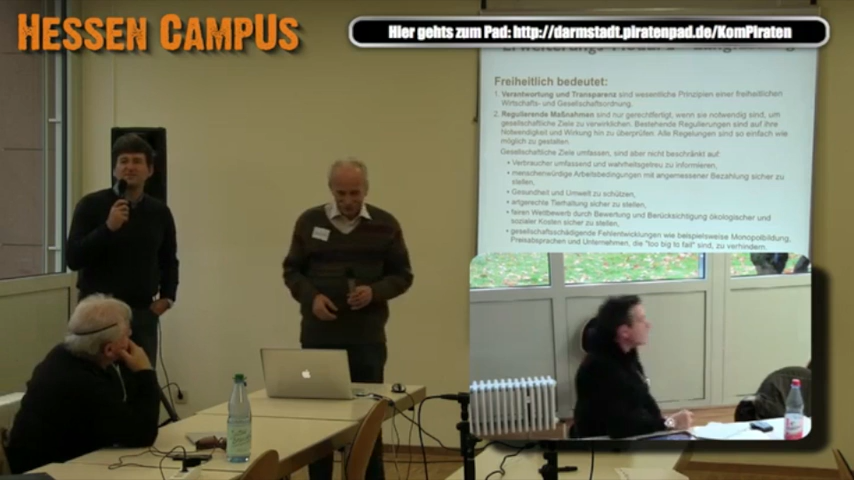 HESSEN CAMPUS
Hier gehts zum Pad: http://darmstadt.piratenpad.de/KomPiraten
Freiheitlich bedeutet:
1. Verantwortung und Transparenz sind wesentliche Prinzipien einer freiheitlichen
Wirtschafts- und Gesellschaftsordnung.
2. Regulierende Maßnahmen sind nur gerechtfertigt, wenn sie notwendig sind, um
gesellschaftliche Ziele zu verwirklichen. Bestehende Regulierungen sind auf ihre
Notwendigkeit und Wirkung hin zu überprüfen. Alle Regelungen sind so einfach wie
möglich zu gestalten.
Gesellschaftliche Ziele umfassen, sind aber nicht beschränkt auf:
• Verbraucher umfassend und wahrheitsgetreu zu informieren,
• menschenwürdige Arbeitsbedingungen mit angemessener Bezahlung sicher zu
stellen,
• Gesundheit und Umwelt zu schützen,
• artgerechte Tierhaltung sicher zu stellen,
• fairen Wettbewerb durch Bewertung und Berücksichtigung ökologischer und
sozialer Kosten sicher zu stellen,
• gesellschaftsschädigende Fehlentwicklungen wie beispielsweise Monopolbildung,
Preisabsprachen und Unternehmen, die "too big to fail" sind, zu verhindern.